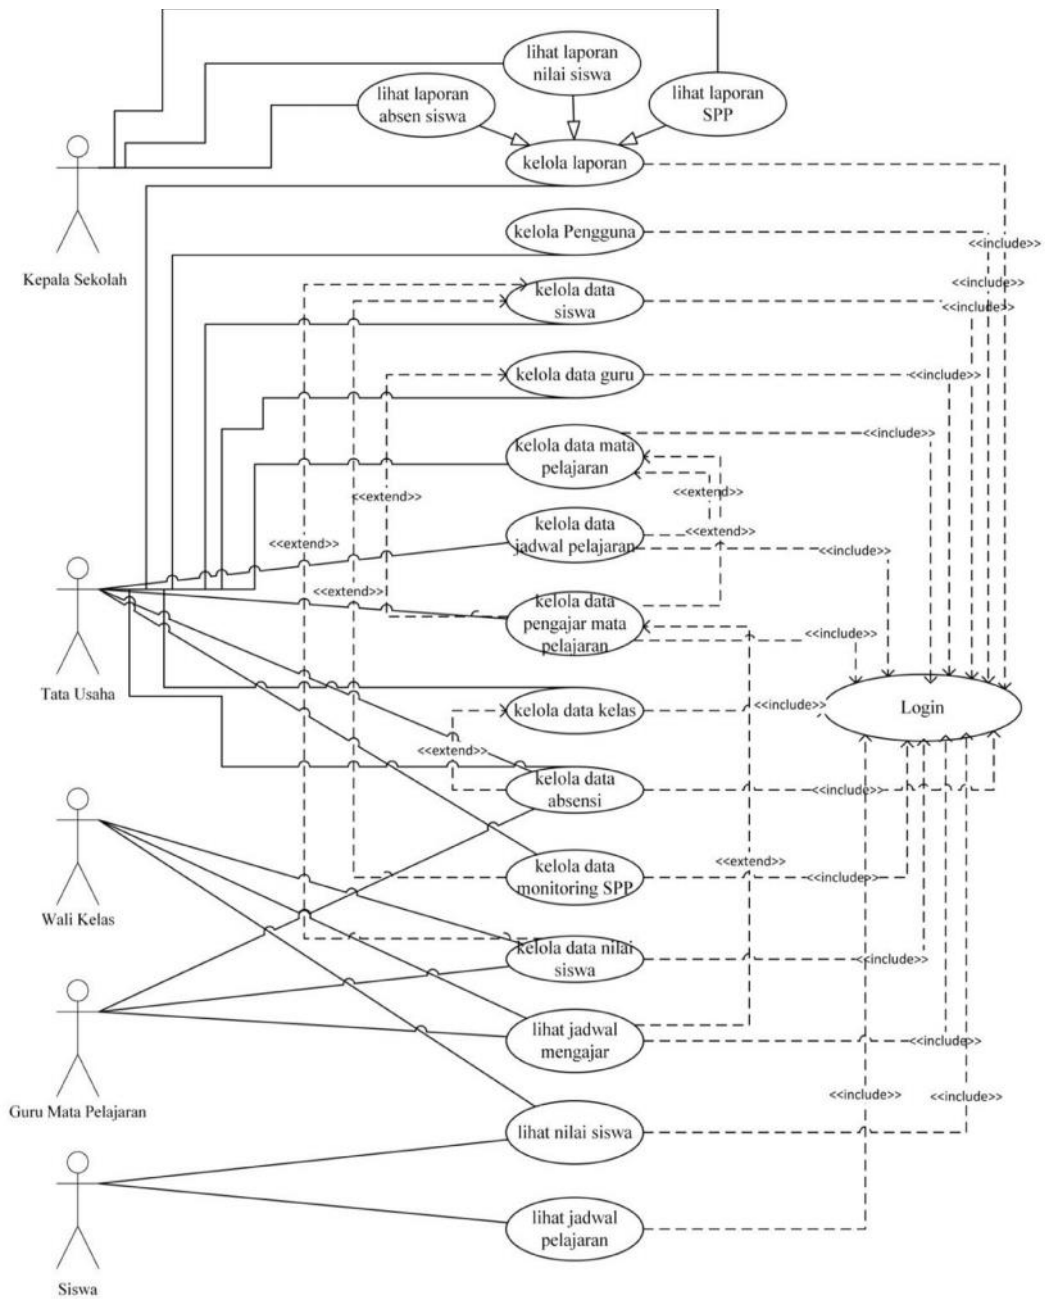 lihat laporan
nilai siswa
lihat laporan
absen siswa
lihat laporan
SPP
kelola laporan
Kepala Sekolah
kelola Pengguna
<<include>>
<<include>>
kelola data
siswa
<<include>>
kelola data guru
<<include>>
kelola data mata
pelajaran
<<include>>
<<extend>>
<<extend>>
kelola data
jadwal pelajaran
<<extend>>
<<extend>>
<<include>>
<<extend>>
kelola data
pengajar mata
pelajaran
<<include>>
Tata Usaha
kelola data kelas
<<include>>
Login
<<extend>>
kelola data
absensi
<<include>>
kelola data
monitoring SPP
<<extend>>
<<include>>
Wali Kelas
kelola data nilai
siswa
<<include>>
lihat jadwal
mengajar
<<include>>
Guru Mata Pelajaran
<<include>>
<<include>>
lihat nilai siswa
lihat jadwal
pelajaran
Siswa